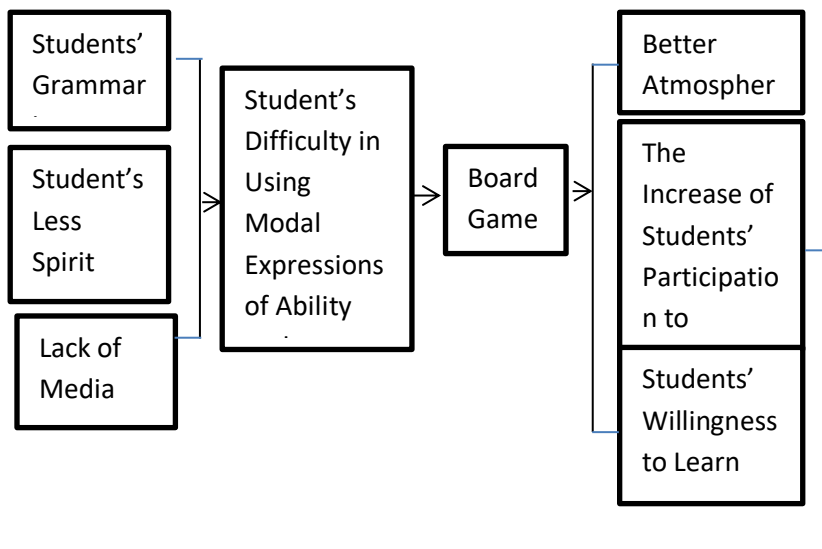 Students’
Grammar
Student’s
Less
Spirit
Lack of
Media
Student’s
Difficulty in
Using
Modal
Expressions
of Ability
Board
Game
Better
Atmospher
The
Increase of
Students’
Participatio
n to
Students’
Willingness
to Learn